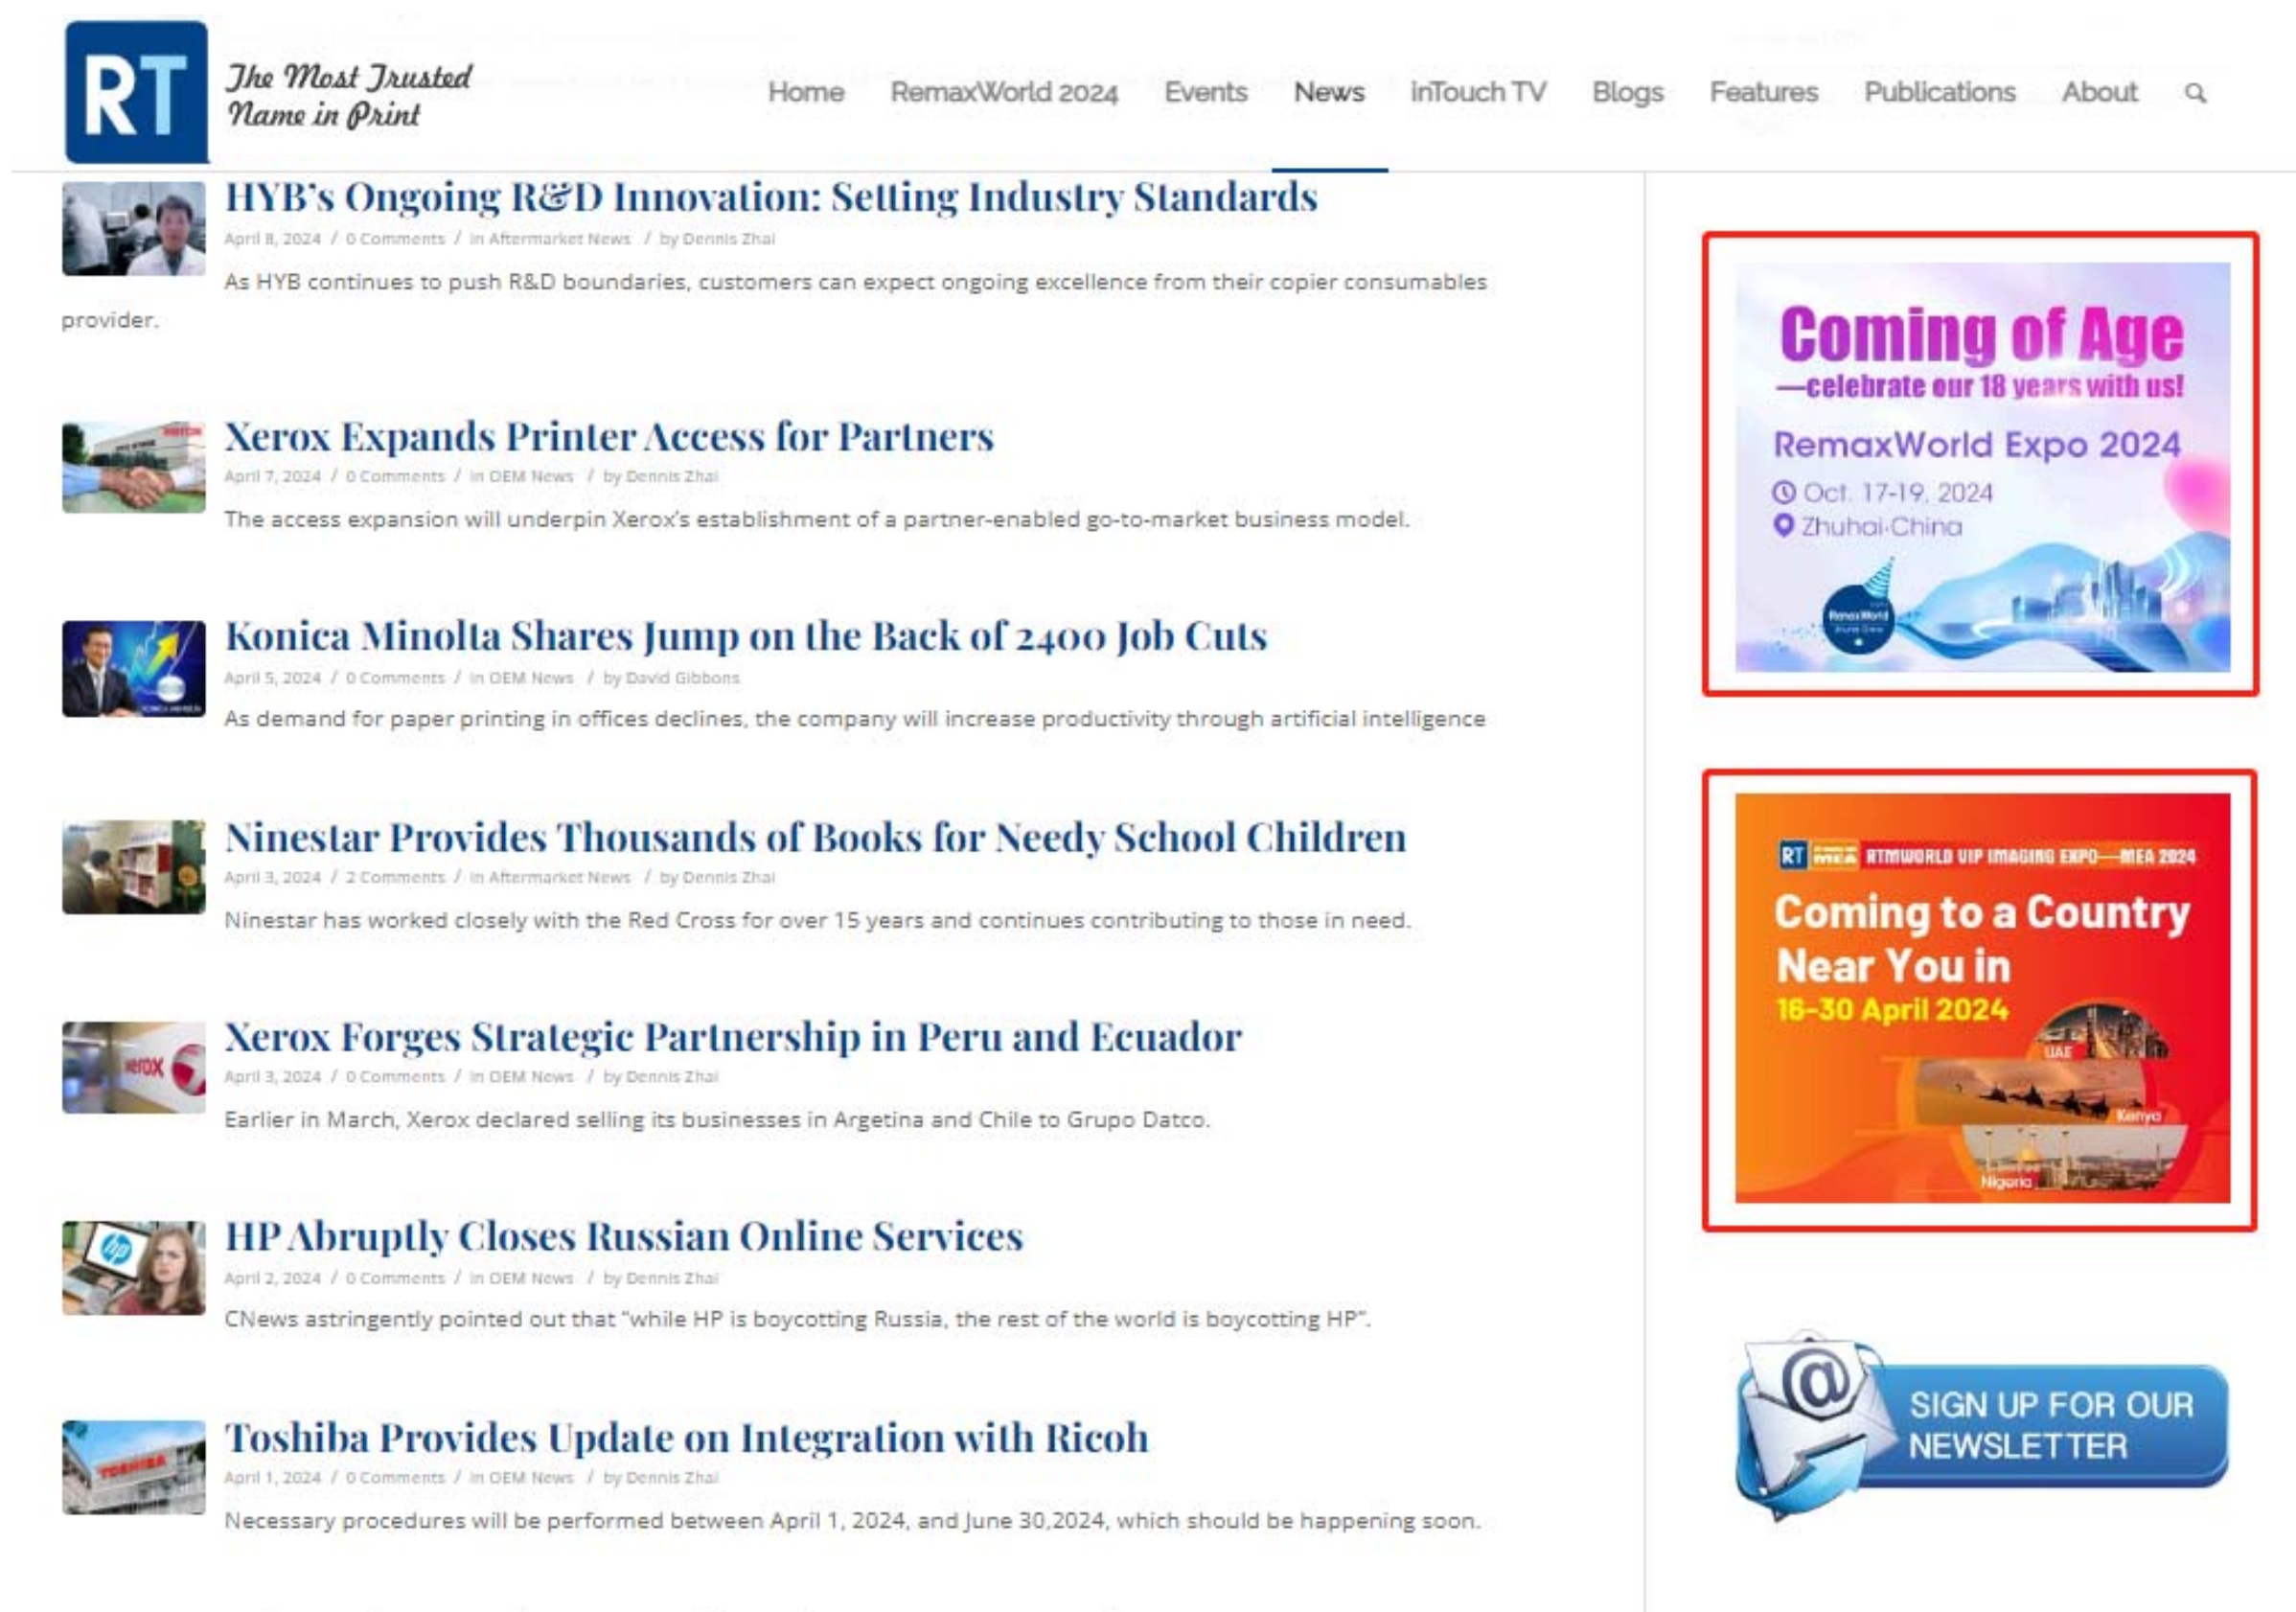 RT
The Most Trusted
Name in Print
Home RemaxWorld 2024 Events News inTouch TV Blogs Features Publications About
HYB's Ongoing R&D Innovation: Setting Industry Standards
April 8, 2024 / 0 Comments / in Aftermarket News / by Dennis Zhai
As HYB continues to push R&D boundaries, customers can expect ongoing excellence from their copier consumables
provider.
Xerox Expands Printer Access for Partners
April 7, 2024 / 0 Comments / in OEM News / by Dennis Zhai
The access expansion will underpin Xerox's establishment of a partner-enabled go-to-market business model.
Konica Minolta Shares Jump on the Back of 2400 Job Cuts
April 5, 2024 / 0 Comments / in OEM News / by David Gibbons
As demand for paper printing in offices declines, the company will increase productivity through artificial intelligence
Ninestar Provides Thousands of Books for Needy School Children
April 3, 2024 / 2 Comments / in Aftermarket News / by Dennis Zhai
Ninestar has worked closely with the Red Cross for over 15 years and continues contributing to those in need.
xerox
Xerox Forges Strategic Partnership in Peru and Ecuador
April 3, 2024 / 0 Comments / in OEM News / by Dennis Zhai
Earlier in March, Xerox declared selling its businesses in Argetina and Chile to Grupo Datco.
hp
HP Abruptly Closes Russian Online Services
April 2, 2024 / 0 Comments / in OEM News / by Dennis Zhai
CNews astringently pointed out that "while HP is boycotting Russia, the rest of the world is boycotting HP".
TOSHIBA
Toshiba Provides Update on Integration with Ricoh
April 1, 2024 / 0 Comments / in OEM News / by Dennis Zhai
Necessary procedures will be performed between April 1, 2024, and June 30,2024, which should be happening soon.
Coming of Age
—celebrate our 18 years with us!
RemaxWorld Expo 2024
Oct. 17-19, 2024
Zhuhai·China
RemaxWorld
RT MEA RTMWORLD VIP IMAGING EXPO—MEA 2024
Coming to a Country
Near You in
16-30 April 2024
UAE
Kenya
Nigeria
@
SIGN UP FOR OUR
NEWSLETTER